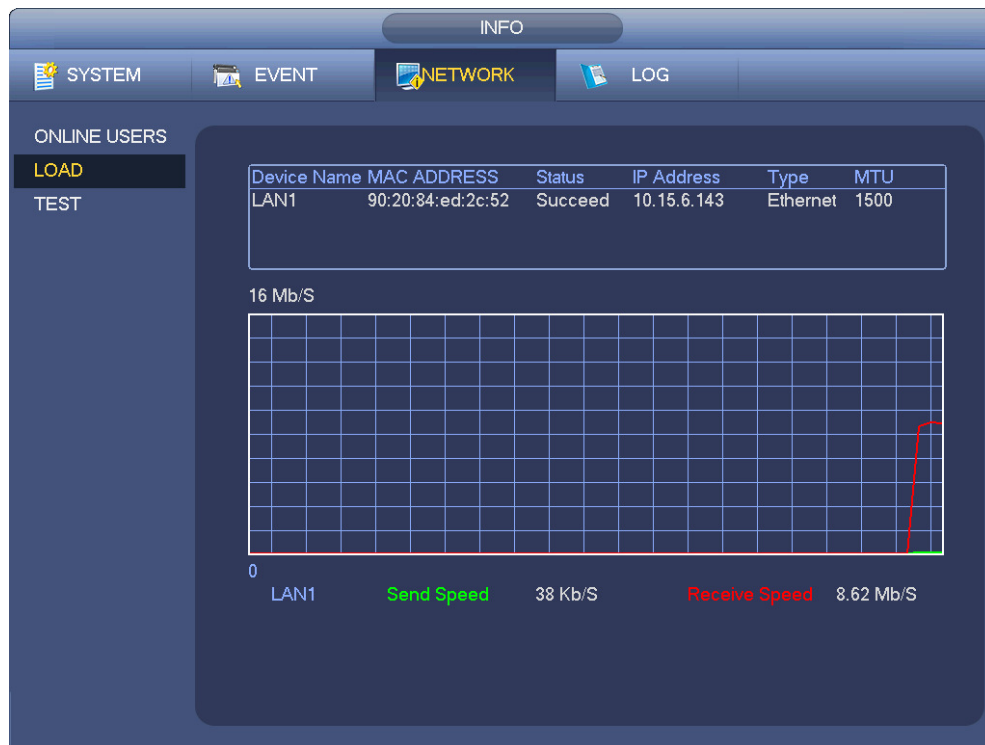 INFO
SYSTEM EVENT NETWORK LOG
ONLINE USERS
LOAD
TEST
Device Name MAC ADDRESS Status IP Address Type MTU
LAN1 90:20:84:ed:2c:52 Succeed 10.15.6.143 Ethernet 1500
16 Mb/S
0
LAN1 Send Speed 38 Kb/S Receive Speed 8.62 Mb/S